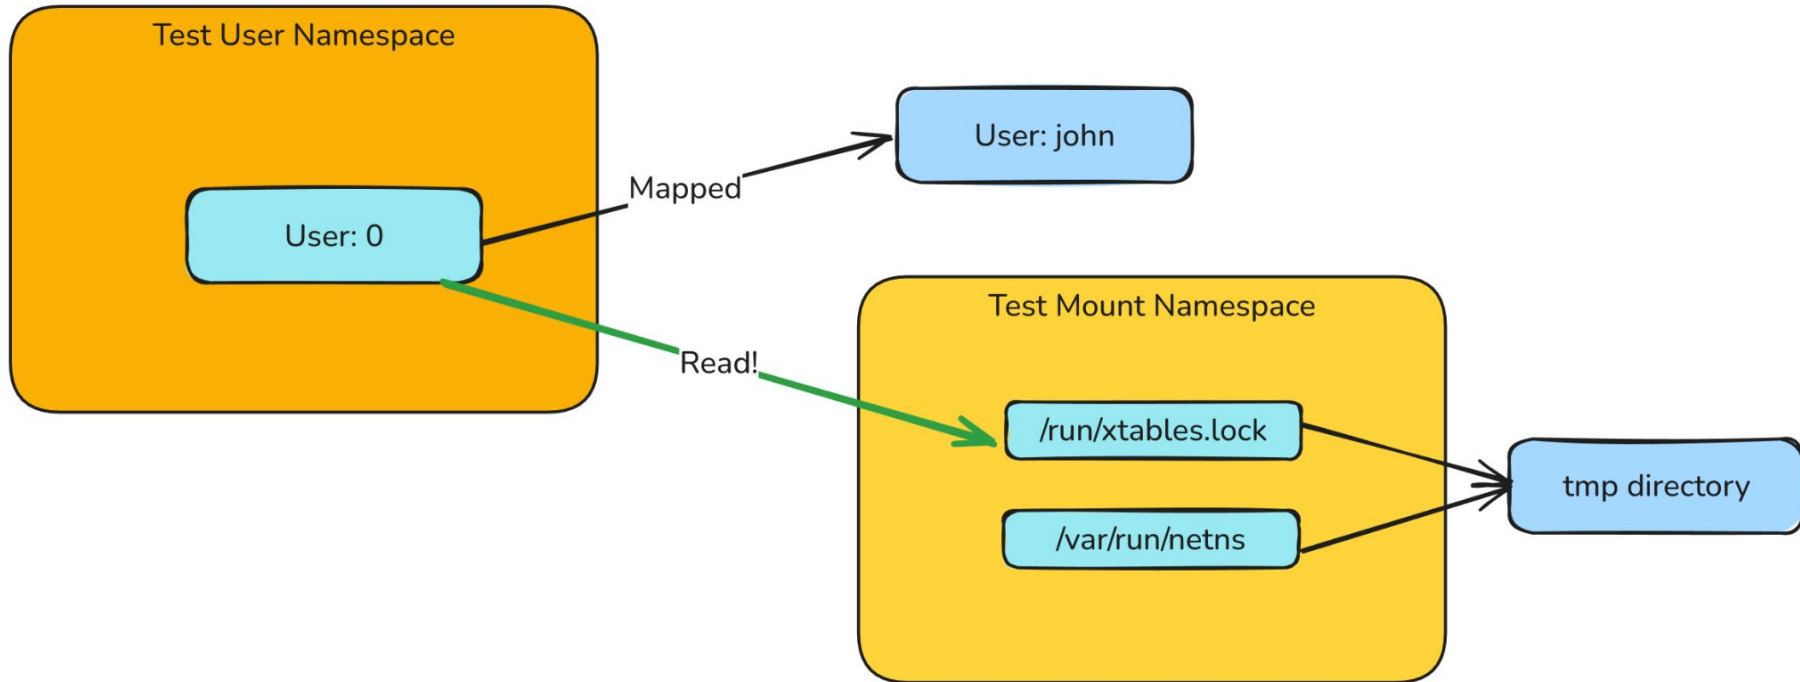 Test User Namespace
User: john
Mapped
User: 0
Test Mount Namespace
Read!
/run/xtables.lock
tmp directory
/var/run/netns